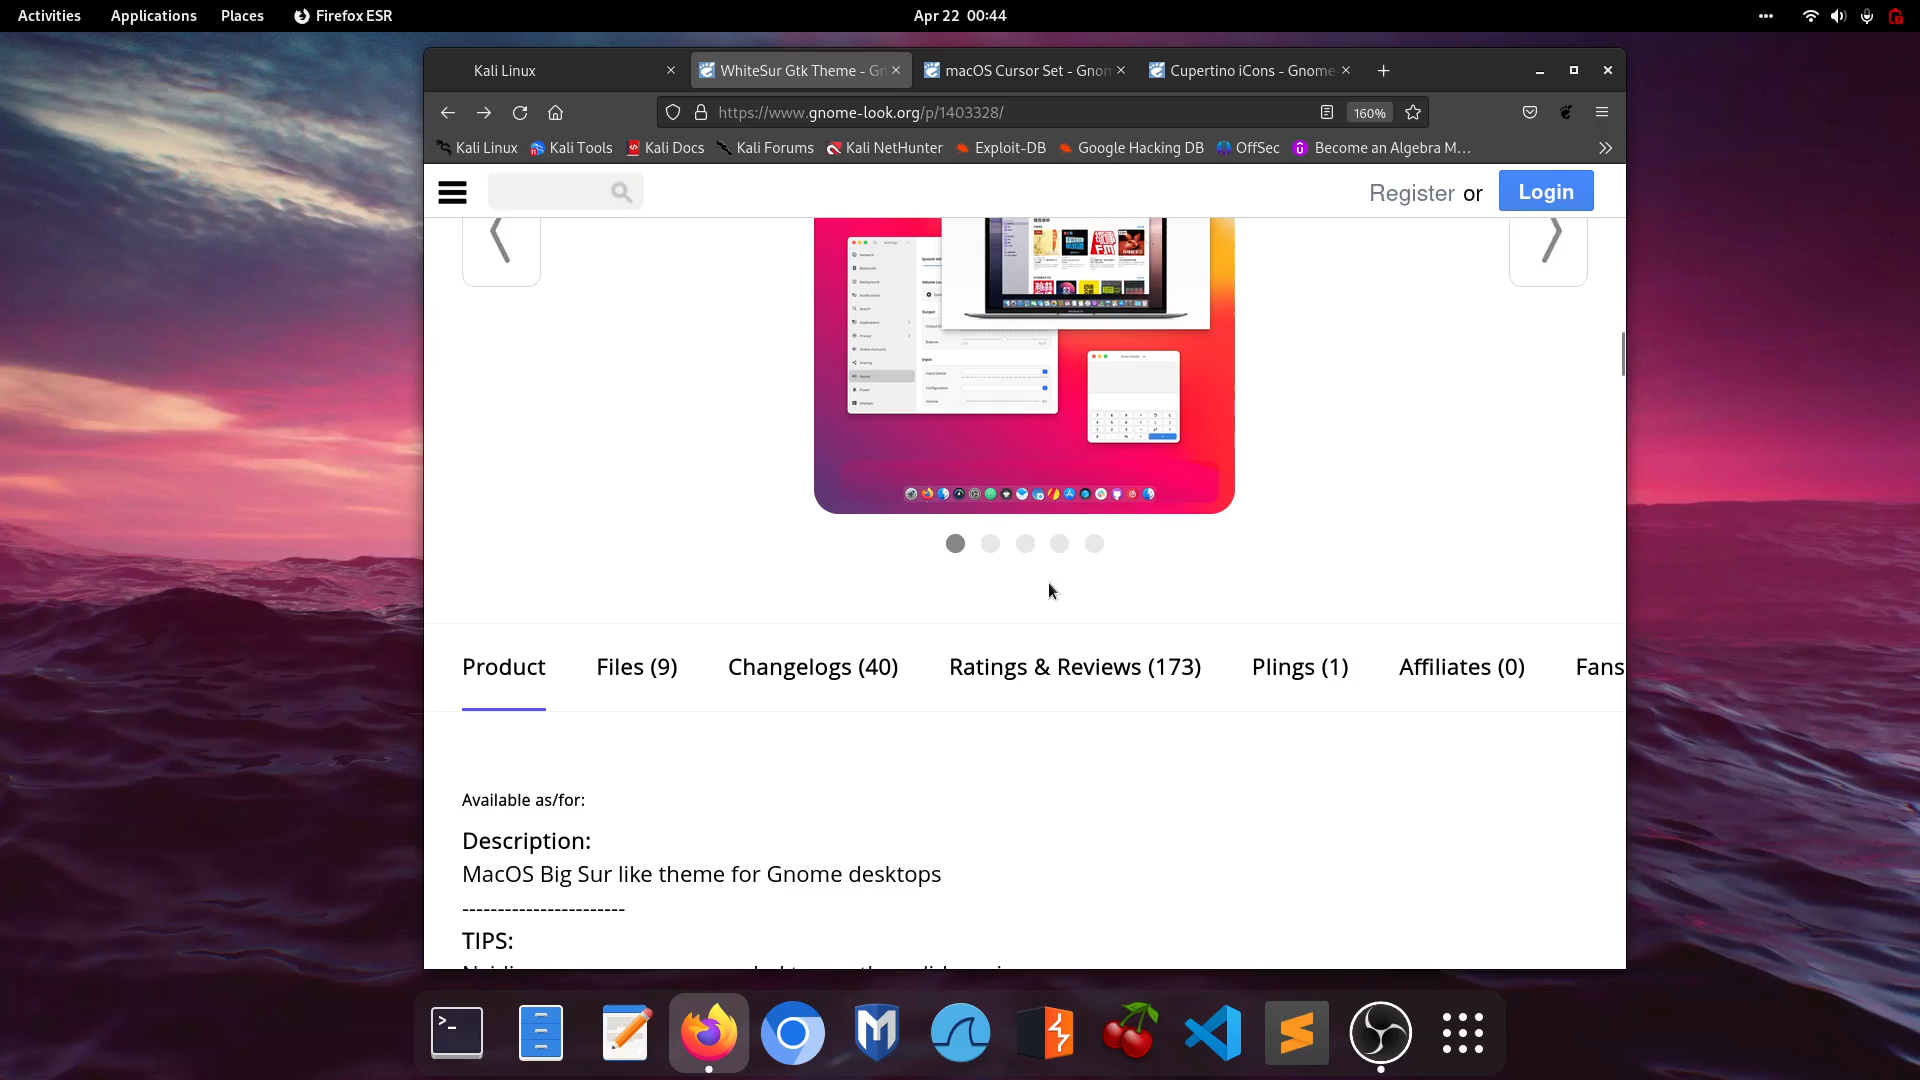 Activities Applications Places Firefox ESR Apr 22 00:44
Kali Linux WhiteSur Gtk Theme - Gn macOS Cursor Set - Gnom Cupertino iCons - Gnome
https://www.gnome-look.org/p/1403328/ 160%
Kali Linux Kali Tools Kali Docs Kali Forums Kali NetHunter Exploit-DB Google Hacking DB OffSec Become an Algebra M...
Register or Login
Product Files (9) Changelogs (40) Ratings & Reviews (173) Plings (1) Affiliates (0) Fans
Available as/for:
Description:
MacOS Big Sur like theme for Gnome desktops
-----------------------
TIPS: